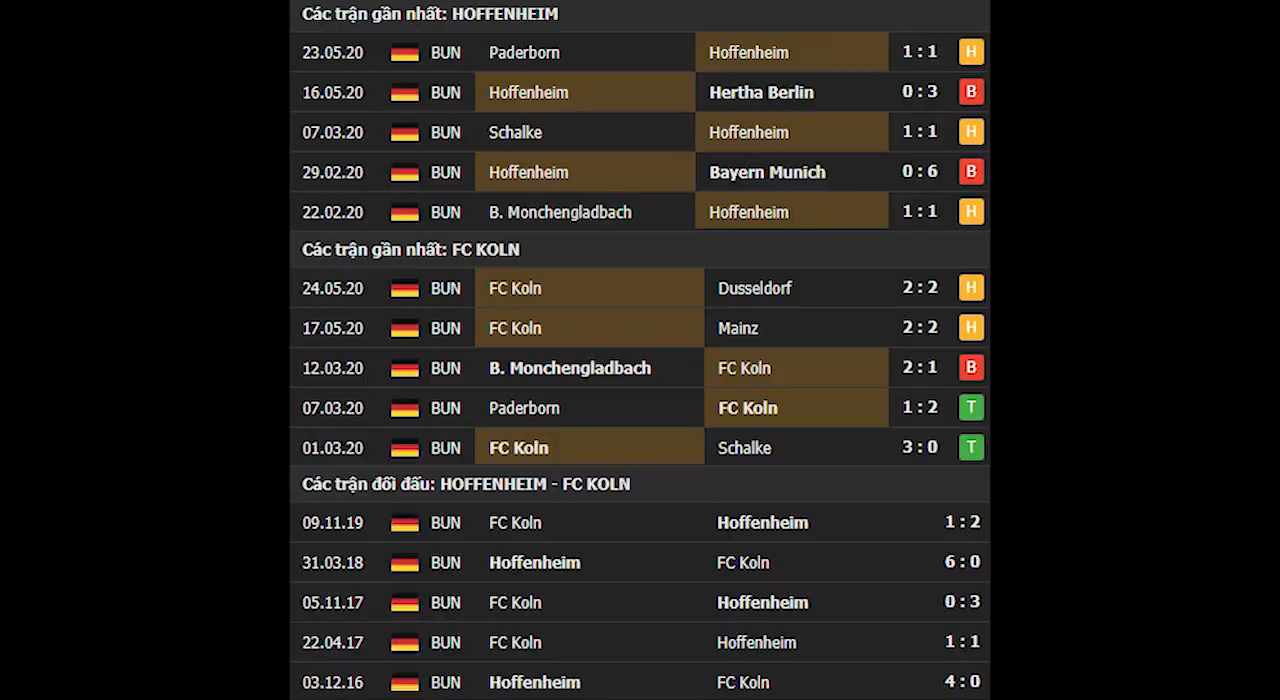 Các trận gần nhất: HOFFENHEIM
23.05.20 BUN Paderborn Hoffenheim 1 : 1 H
16.05.20 BUN Hoffenheim Hertha Berlin 0 : 3 B
07.03.20 BUN Schalke Hoffenheim 1 : 1 H
29.02.20 BUN Hoffenheim Bayern Munich 0 : 6 B
22.02.20 BUN B. Monchengladbach Hoffenheim 1 : 1 H
Các trận gần nhất: FC KOLN
24.05.20 BUN FC Koln Dusseldorf 2 : 2 H
17.05.20 BUN FC Koln Mainz 2 : 2 H
12.03.20 BUN B. Monchengladbach FC Koln 2 : 1 B
07.03.20 BUN Paderborn FC Koln 1 : 2 T
01.03.20 BUN FC Koln Schalke 3 : 0 T
Các trận đối đấu: HOFFENHEIM - FC KOLN
09.11.19 BUN FC Koln Hoffenheim 1 : 2
31.03.18 BUN Hoffenheim FC Koln 6 : 0
05.11.17 BUN FC Koln Hoffenheim 0 : 3
22.04.17 BUN FC Koln Hoffenheim 1 : 1
03.12.16 BUN Hoffenheim FC Koln 4 : 0